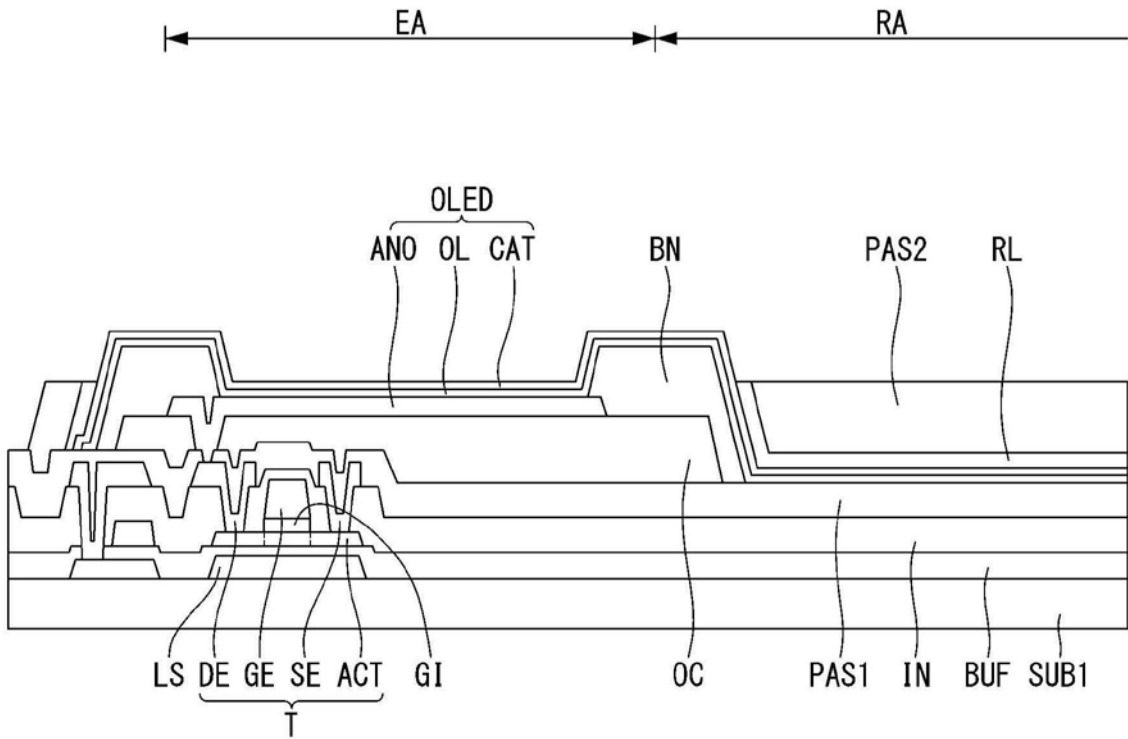 EA RA
OLED
ANO OL CAT BN PAS2 RL
LS DE GE SE ACT GI OC PAS1 IN BUF SUB1
T